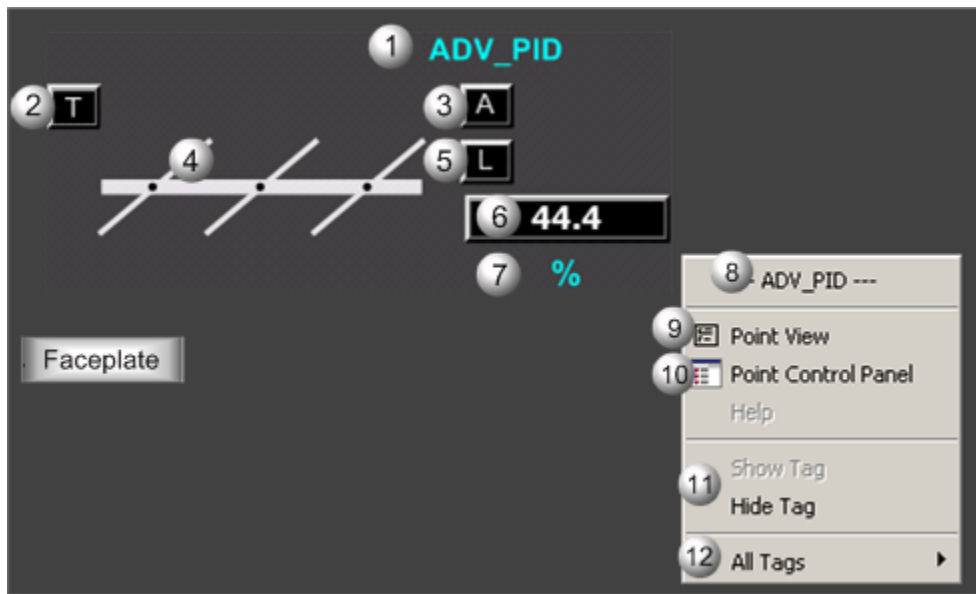 1 ADV_PID
2 T
3 A
4
5 L
6 44.4
7 %
8 - ADV_PID ---
9 Point View
10 Point Control Panel
Help
Faceplate
Show Tag
11
Hide Tag
12 All Tags